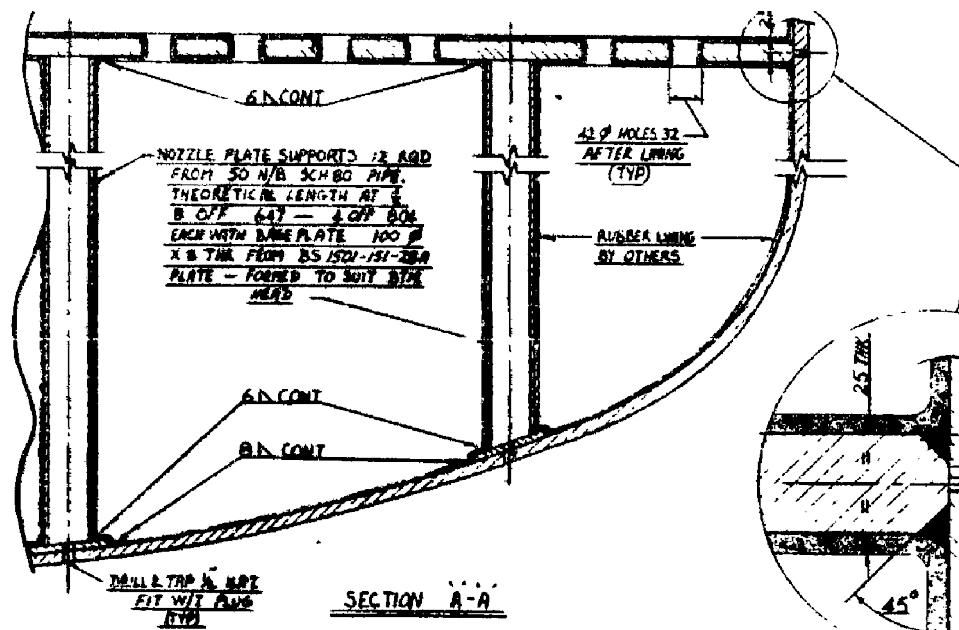 6 CONT
NOZZLE PLATE SUPPORTS 12 RQD
FROM 50 N/B SCH 80 PIPE.
THEORETICAL LENGTH AT ℄
8 OFF 647 — 4 OFF 804
EACH WITH BASE PLATE 100 Ø
X 8 THK FROM BS 1501-151-28A
PLATE — FORMED TO SUIT BTM
HEAD
42 Ø HOLES 32
AFTER LINING
(TYP)
RUBBER LINING
BY OTHERS
6 CONT
8 CONT
25 THK
45°
DRILL & TAP ½" NPT
FIT W/T PLUG
(TYP)
SECTION 'A-A'